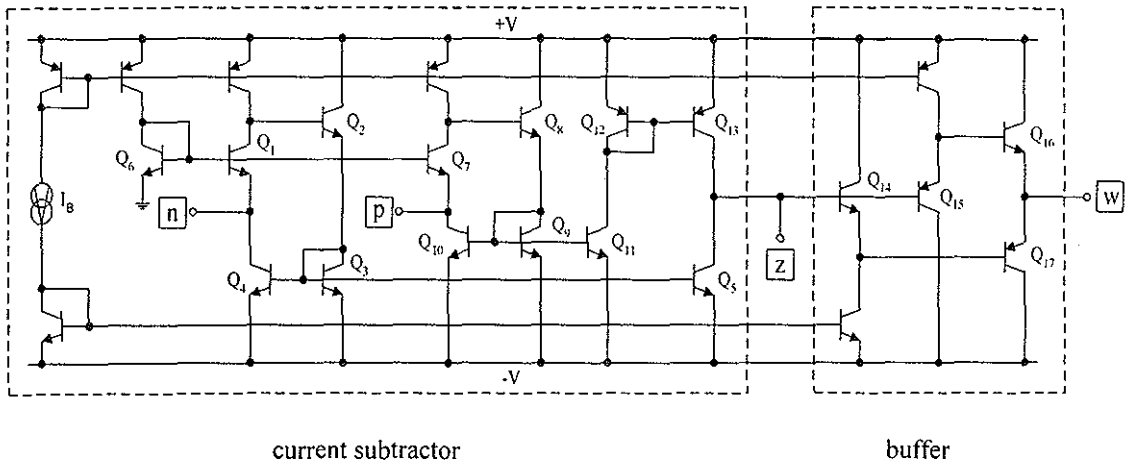 +V
Q2
Q8
Q12
Q13
Q6
Q1
Q7
Q16
IB
n
p
Q14
Q15
w
Q10
Q9
Q11
z
Q4
Q3
Q5
Q17
-V
current subtractor
buffer